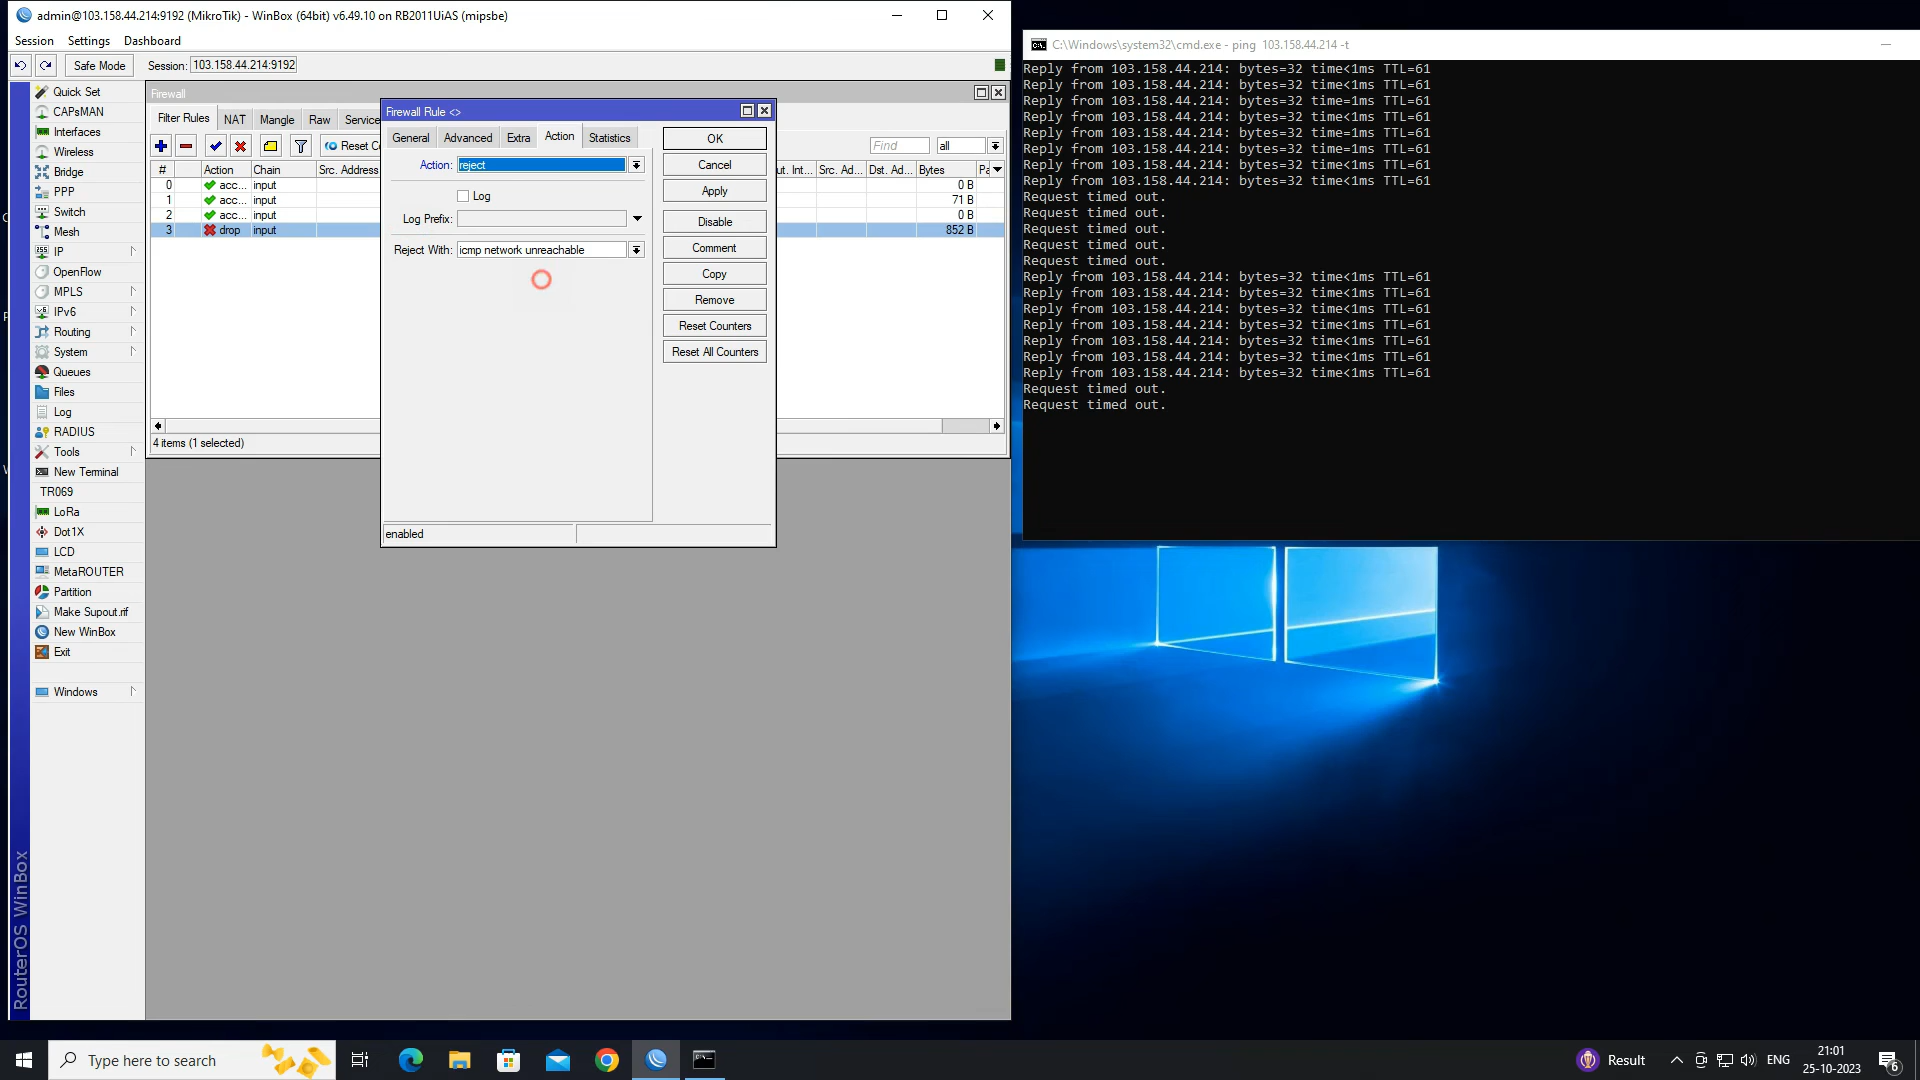 admin@103.158.44.214:9192 (MikroTik) - WinBox (64bit) v6.49.10 on RB2011UiAS (mipsbe)
Session Settings Dashboard
Safe Mode Session: 103.158.44.214:9192
Quick Set
CAPsMAN
Interfaces
Wireless
Bridge
PPP
Switch
Mesh
IP
OpenFlow
MPLS
IPv6
Routing
System
Queues
Files
Log
RADIUS
Tools
New Terminal
TR069
LoRa
Dot1X
LCD
MetaROUTER
Partition
Make Supout.rif
New WinBox
Exit
Windows
RouterOS WinBox
Firewall
Filter Rules NAT Mangle Raw Service
Reset Co
Find all
# Action Chain Src. Address ut. Int... Src. Ad... Dst. Ad... Bytes Pa
0 acc... input 0 B
1 acc... input 71 B
2 acc... input 0 B
3 drop input 852 B
4 items (1 selected)
Firewall Rule <>
General Advanced Extra Action Statistics
Action: reject
Log
Log Prefix:
Reject With: icmp network unreachable
OK
Cancel
Apply
Disable
Comment
Copy
Remove
Reset Counters
Reset All Counters
enabled
C:\Windows\system32\cmd.exe - ping 103.158.44.214 -t
Reply from 103.158.44.214: bytes=32 time<1ms TTL=61
Reply from 103.158.44.214: bytes=32 time<1ms TTL=61
Reply from 103.158.44.214: bytes=32 time=1ms TTL=61
Reply from 103.158.44.214: bytes=32 time<1ms TTL=61
Reply from 103.158.44.214: bytes=32 time=1ms TTL=61
Reply from 103.158.44.214: bytes=32 time=1ms TTL=61
Reply from 103.158.44.214: bytes=32 time<1ms TTL=61
Reply from 103.158.44.214: bytes=32 time<1ms TTL=61
Request timed out.
Request timed out.
Request timed out.
Request timed out.
Request timed out.
Reply from 103.158.44.214: bytes=32 time<1ms TTL=61
Reply from 103.158.44.214: bytes=32 time<1ms TTL=61
Reply from 103.158.44.214: bytes=32 time<1ms TTL=61
Reply from 103.158.44.214: bytes=32 time<1ms TTL=61
Reply from 103.158.44.214: bytes=32 time<1ms TTL=61
Reply from 103.158.44.214: bytes=32 time<1ms TTL=61
Reply from 103.158.44.214: bytes=32 time<1ms TTL=61
Request timed out.
Request timed out.
Type here to search
Result
ENG
21:01
25-10-2023
6